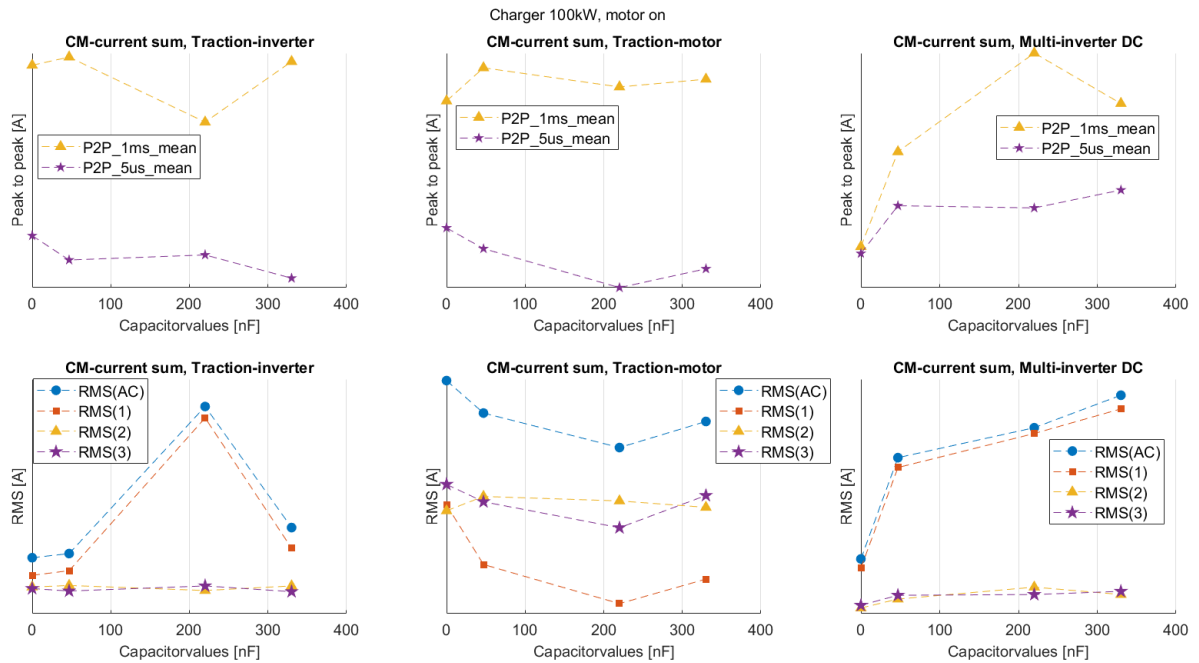 Charger 100kW, motor on
CM-current sum, Traction-inverter
Peak to peak [A]
P2P_1ms_mean
P2P_5us_mean
0 100 200 300 400
Capacitorvalues [nF]
CM-current sum, Traction-motor
Peak to peak [A]
P2P_1ms_mean
P2P_5us_mean
0 100 200 300 400
Capacitorvalues [nF]
CM-current sum, Multi-inverter DC
Peak to peak [A]
P2P_1ms_mean
P2P_5us_mean
0 100 200 300 400
Capacitorvalues [nF]
CM-current sum, Traction-inverter
RMS [A]
RMS(AC)
RMS(1)
RMS(2)
RMS(3)
0 100 200 300 400
Capacitorvalues [nF]
CM-current sum, Traction-motor
RMS [A]
RMS(AC)
RMS(1)
RMS(2)
RMS(3)
0 100 200 300 400
Capacitorvalues [nF]
CM-current sum, Multi-inverter DC
RMS [A]
RMS(AC)
RMS(1)
RMS(2)
RMS(3)
0 100 200 300 400
Capacitorvalues [nF]